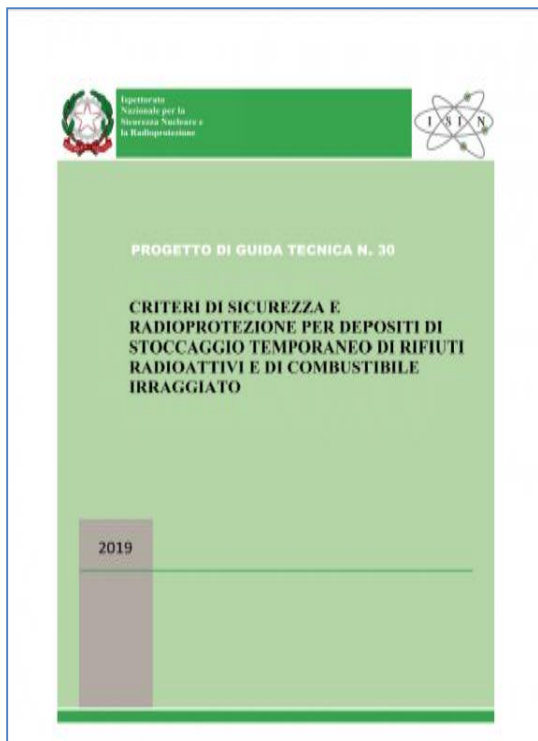 Ispettorato
Nazionale per la
Sicurezza Nucleare e
la Radioprotezione
ISIN
PROGETTO DI GUIDA TECNICA N. 30
CRITERI DI SICUREZZA E
RADIOPROTEZIONE PER DEPOSITI DI
STOCCAGGIO TEMPORANEO DI RIFIUTI
RADIOATTIVI E DI COMBUSTIBILE
IRRAGGIATO
2019